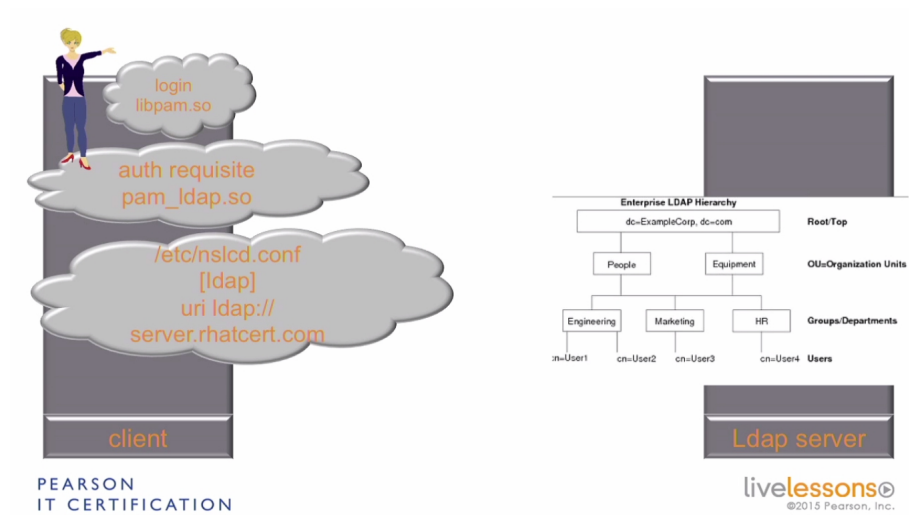 login
libpam.so
auth requisite
pam_ldap.so
/etc/nslcd.conf
[ldap]
uri ldap://
server.rhatcert.com
client
Enterprise LDAP Hierarchy
dc=ExampleCorp, dc=com
Root/Top
People
Equipment
OU=Organization Units
Engineering
Marketing
HR
Groups/Departments
cn=User1
cn=User2
cn=User3
cn=User4
Users
Ldap server
PEARSON
IT CERTIFICATION
livelessons
©2015 Pearson, Inc.